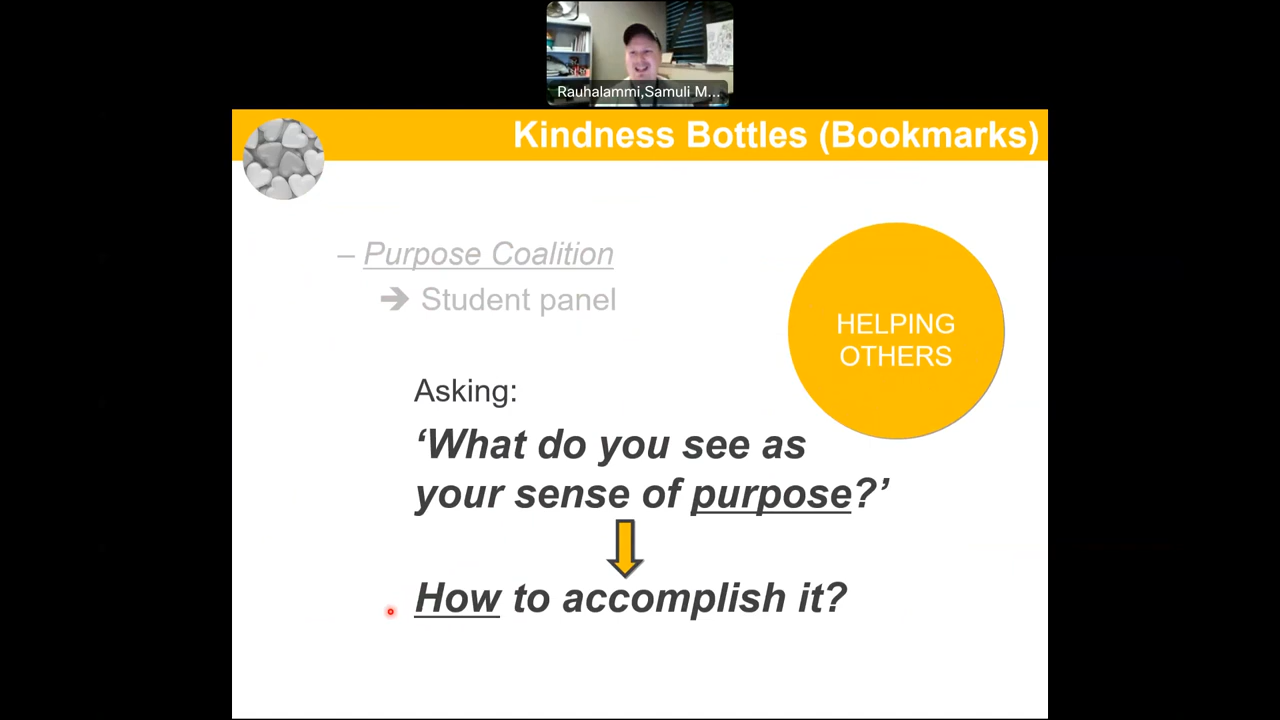 Rauhalammi,Samuli M...
Kindness Bottles (Bookmarks)
– Purpose Coalition
➔ Student panel
HELPING
OTHERS
Asking:
‘What do you see as
your sense of purpose?’
How to accomplish it?